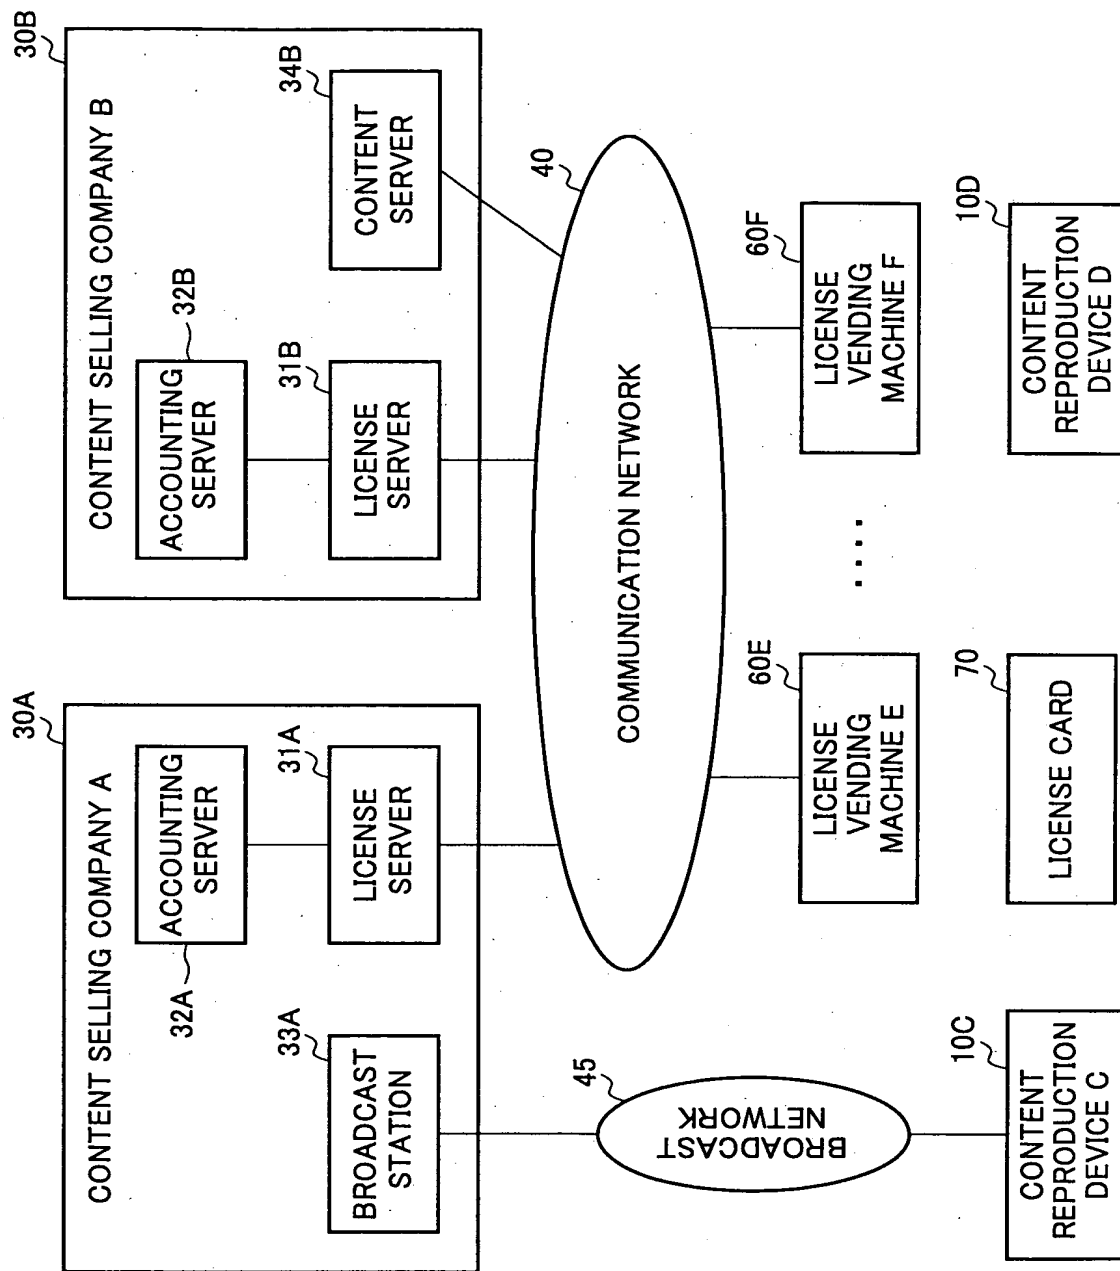 30A
CONTENT SELLING COMPANY A
ACCOUNTING
SERVER
32A
31A
LICENSE
SERVER
33A
BROADCAST
STATION
30B
CONTENT SELLING COMPANY B
ACCOUNTING
SERVER
32B
31B
LICENSE
SERVER
34B
CONTENT
SERVER
40
COMMUNICATION NETWORK
45
BROADCAST
NETWORK
60E
LICENSE
VENDING
MACHINE E
....
60F
LICENSE
VENDING
MACHINE F
10C
CONTENT
REPRODUCTION
DEVICE C
70
LICENSE CARD
10D
CONTENT
REPRODUCTION
DEVICE D